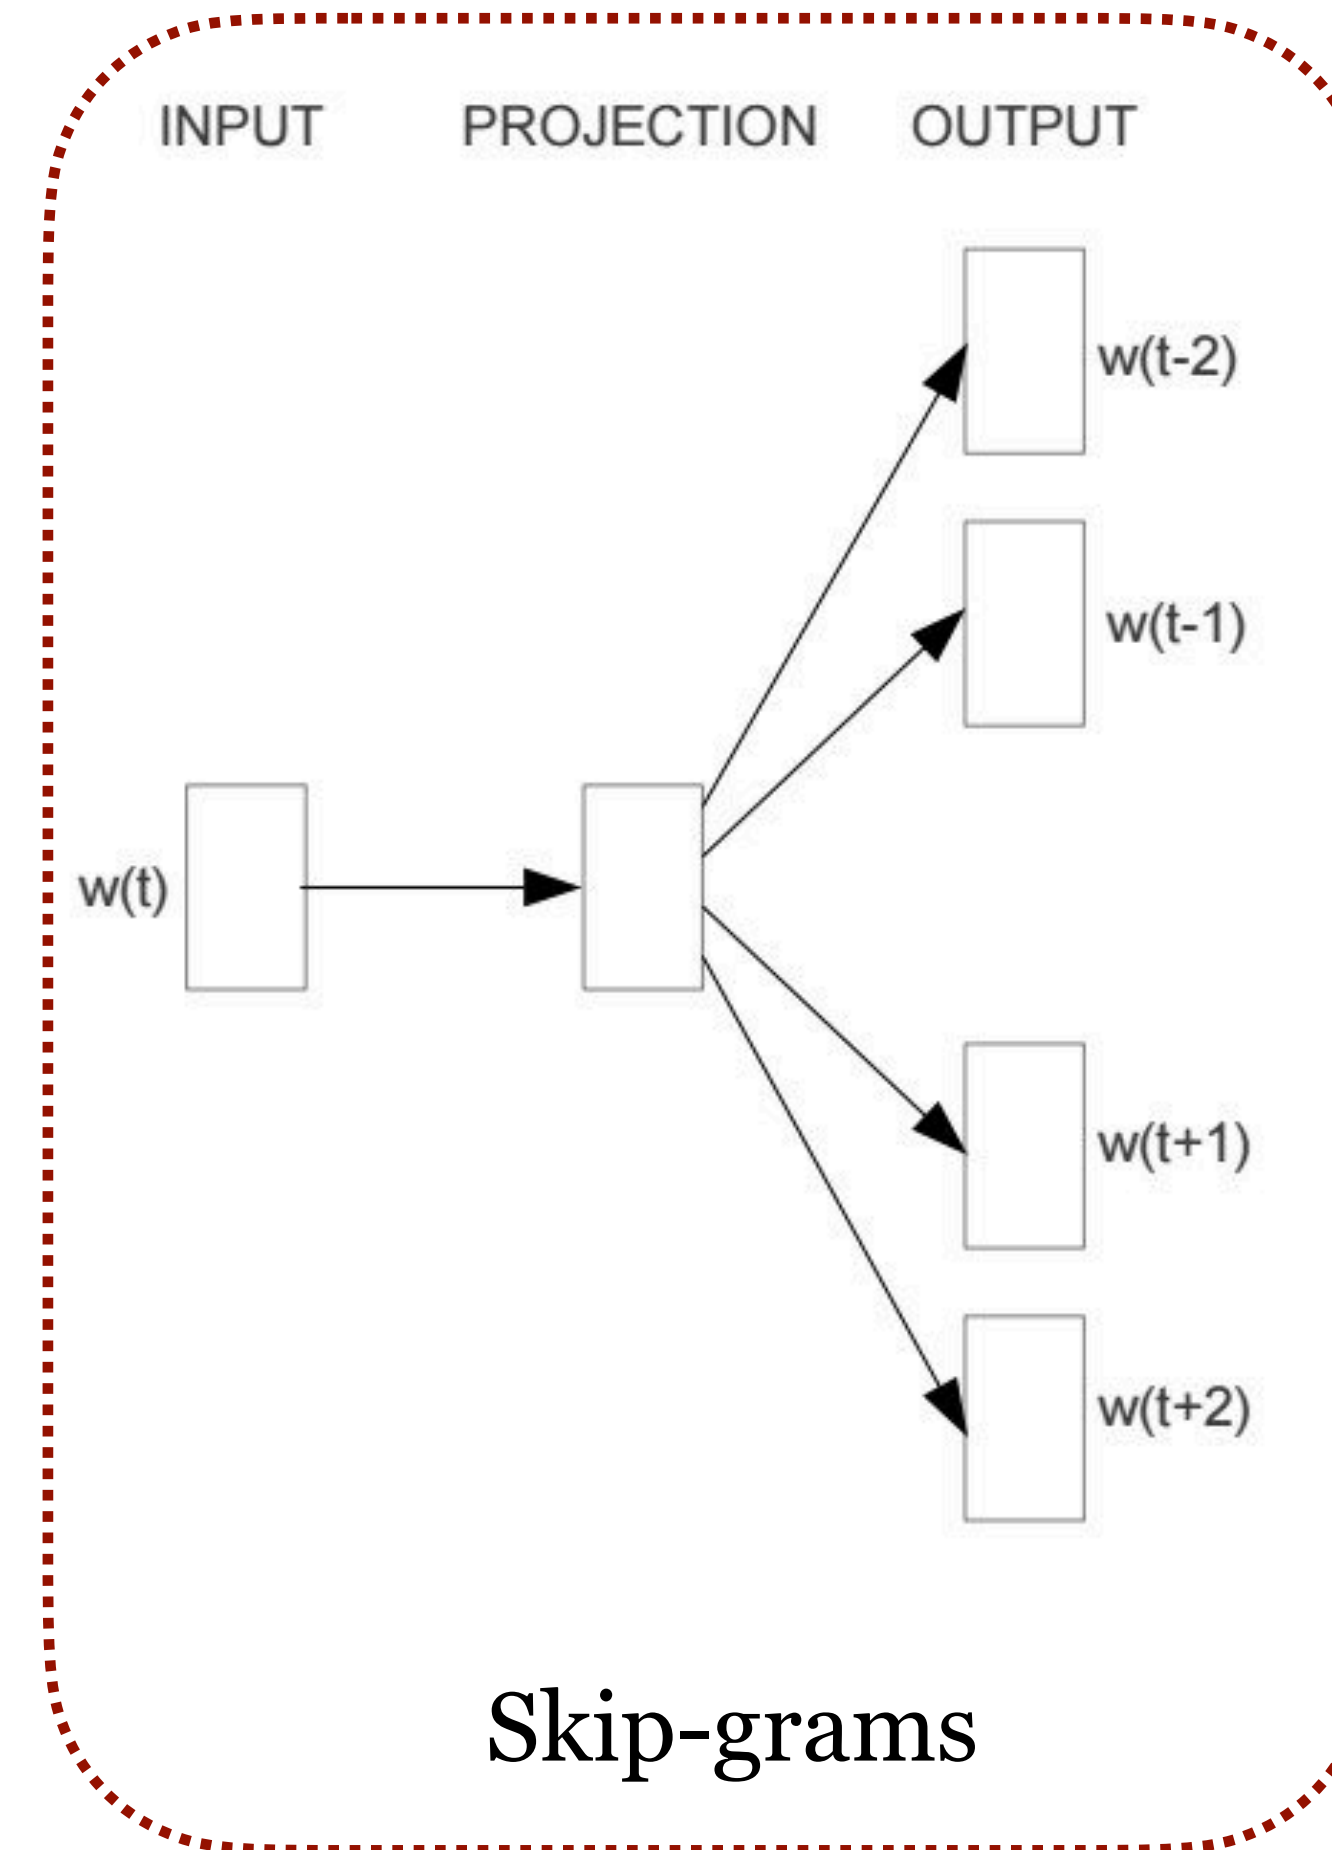 INPUT PROJECTION OUTPUT
w(t-2)
w(t-1)
w(t)
w(t+1)
w(t+2)
Skip-grams